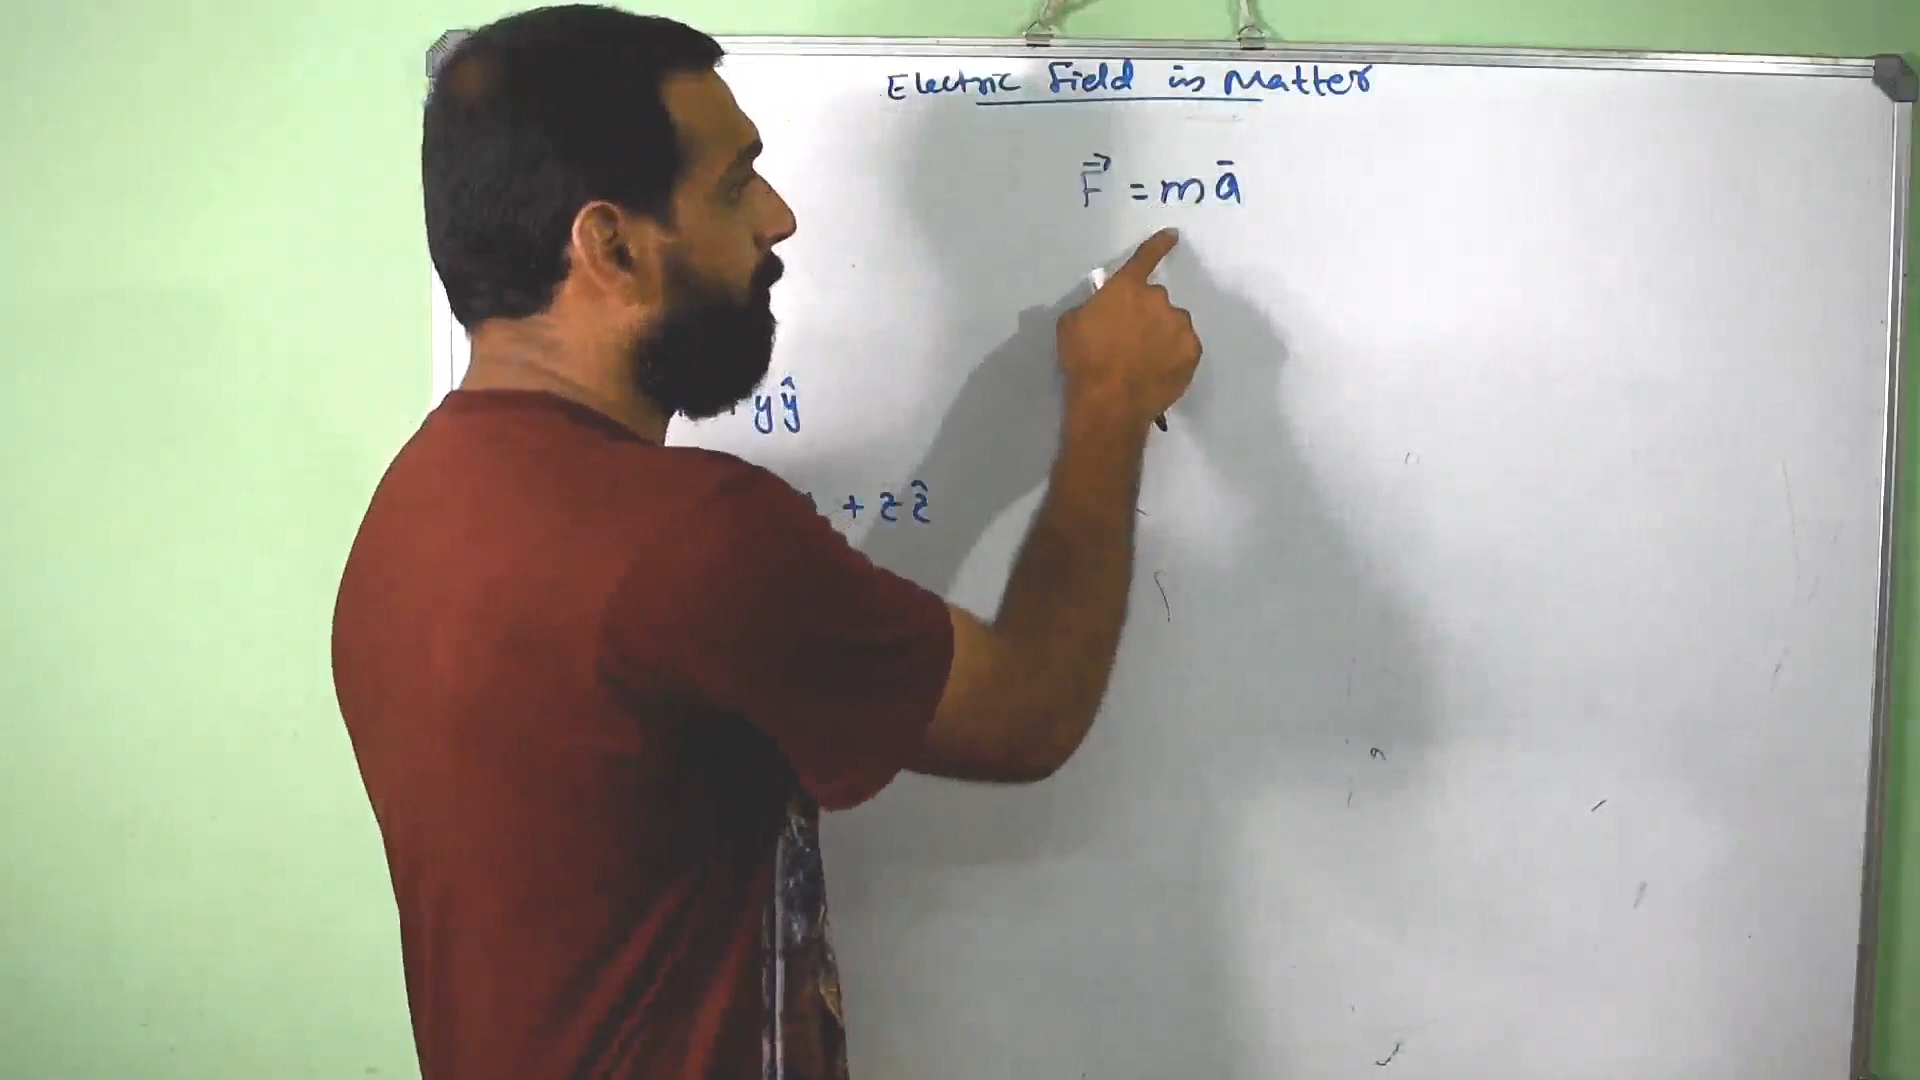 Electric Field in Matter
F⃗ = m ā
y ŷ
+ z ẑ